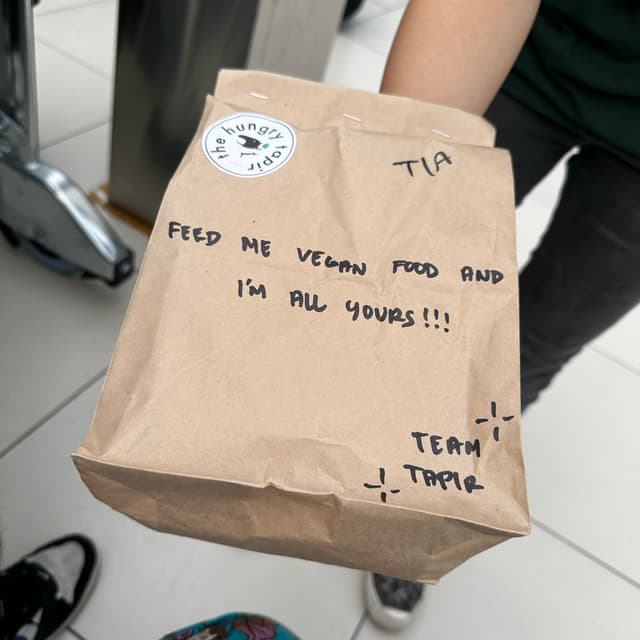 the hungry tapir
TIA
FEED ME VEGAN FOOD AND
I'M ALL YOURS!!!
TEAM
TAPIR